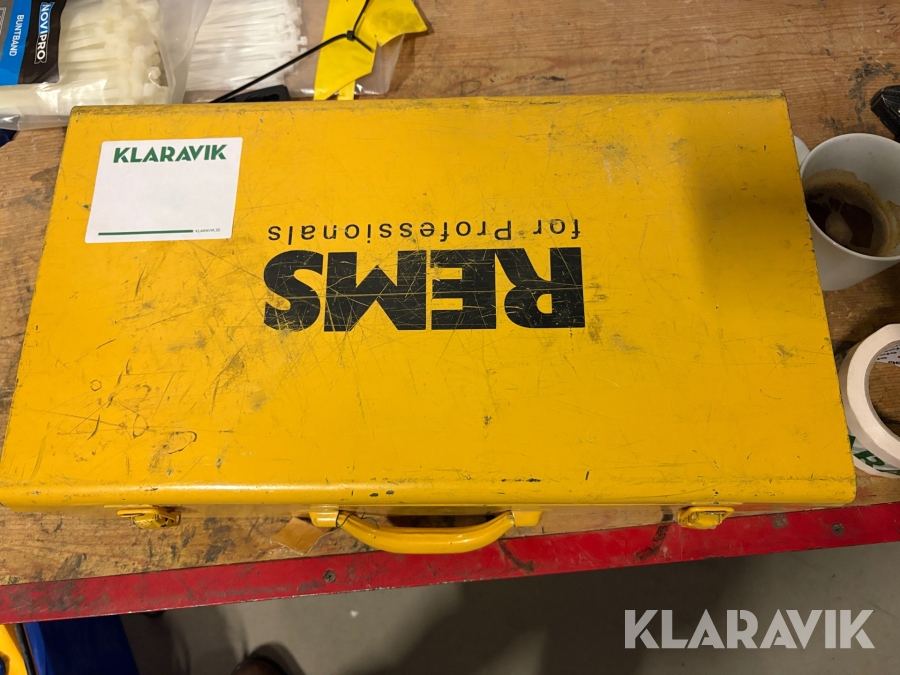 NOVIPRO
BUNTBAND
KLARAVIK
for Professionals
REMS
KLARAVIK